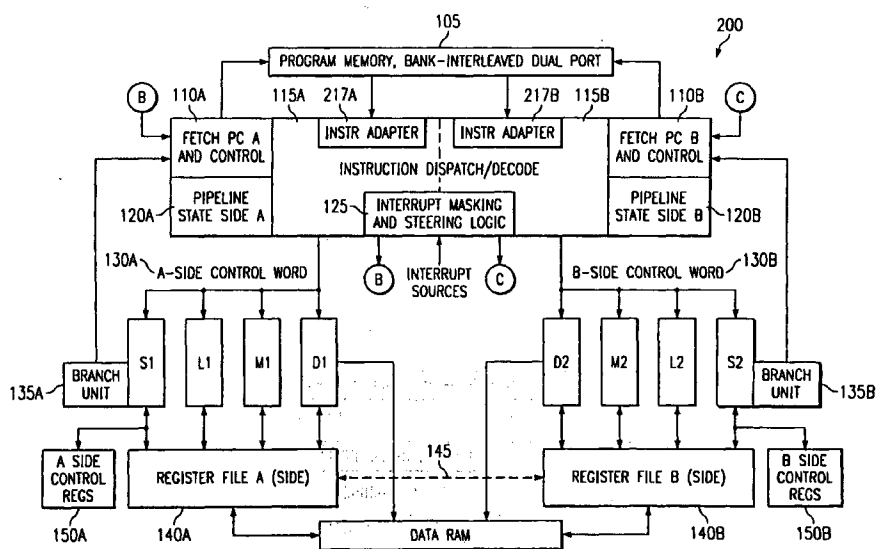 105
200
PROGRAM MEMORY, BANK-INTERLEAVED DUAL PORT
110A
115A
217A
217B
115B
110B
B
C
FETCH PC A
AND CONTROL
INSTR ADAPTER
INSTR ADAPTER
FETCH PC B
AND CONTROL
INSTRUCTION DISPATCH/DECODE
PIPELINE
STATE SIDE A
120A
125
INTERRUPT MASKING
AND STEERING LOGIC
PIPELINE
STATE SIDE B
120B
130A
A-SIDE CONTROL WORD
B
INTERRUPT
SOURCES
C
B-SIDE CONTROL WORD
130B
S1
L1
M1
D1
D2
M2
L2
S2
135A
BRANCH
UNIT
BRANCH
UNIT
135B
A SIDE
CONTROL
REGS
150A
REGISTER FILE A (SIDE)
140A
145
REGISTER FILE B (SIDE)
140B
B SIDE
CONTROL
REGS
150B
DATA RAM